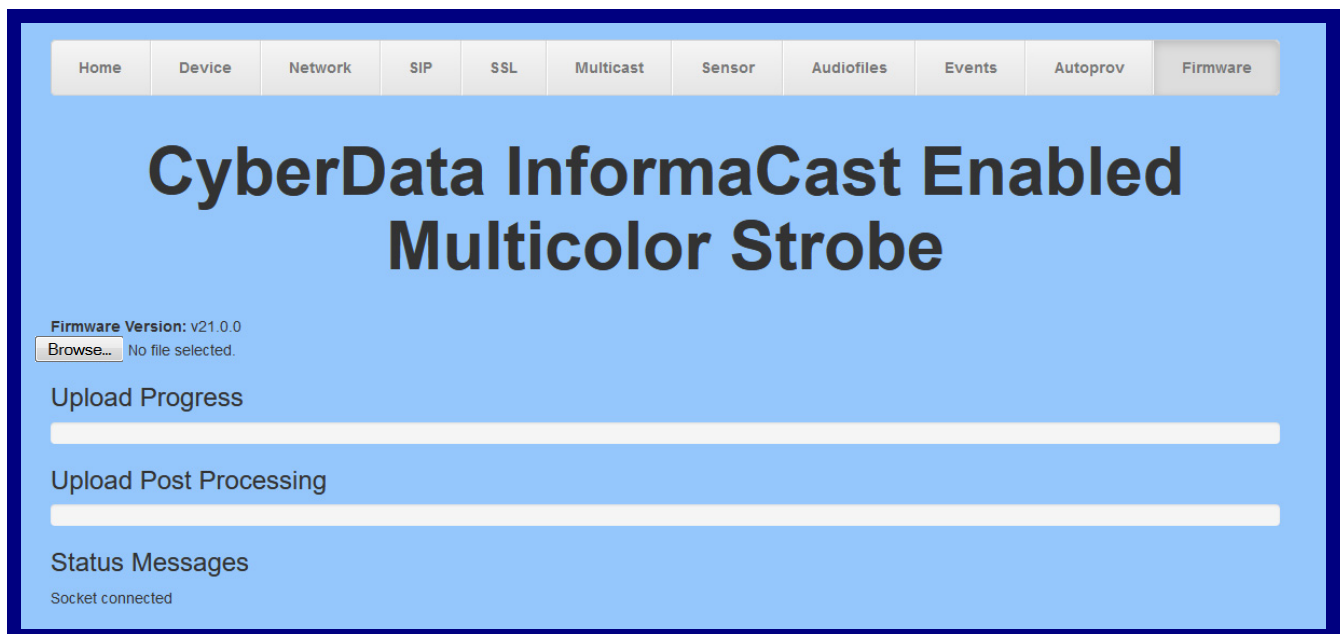 Home Device Network SIP SSL Multicast Sensor Audiofiles Events Autoprov Firmware
CyberData InformaCast Enabled
Multicolor Strobe
Firmware Version: v21.0.0
Browse... No file selected.
Upload Progress
Upload Post Processing
Status Messages
Socket connected